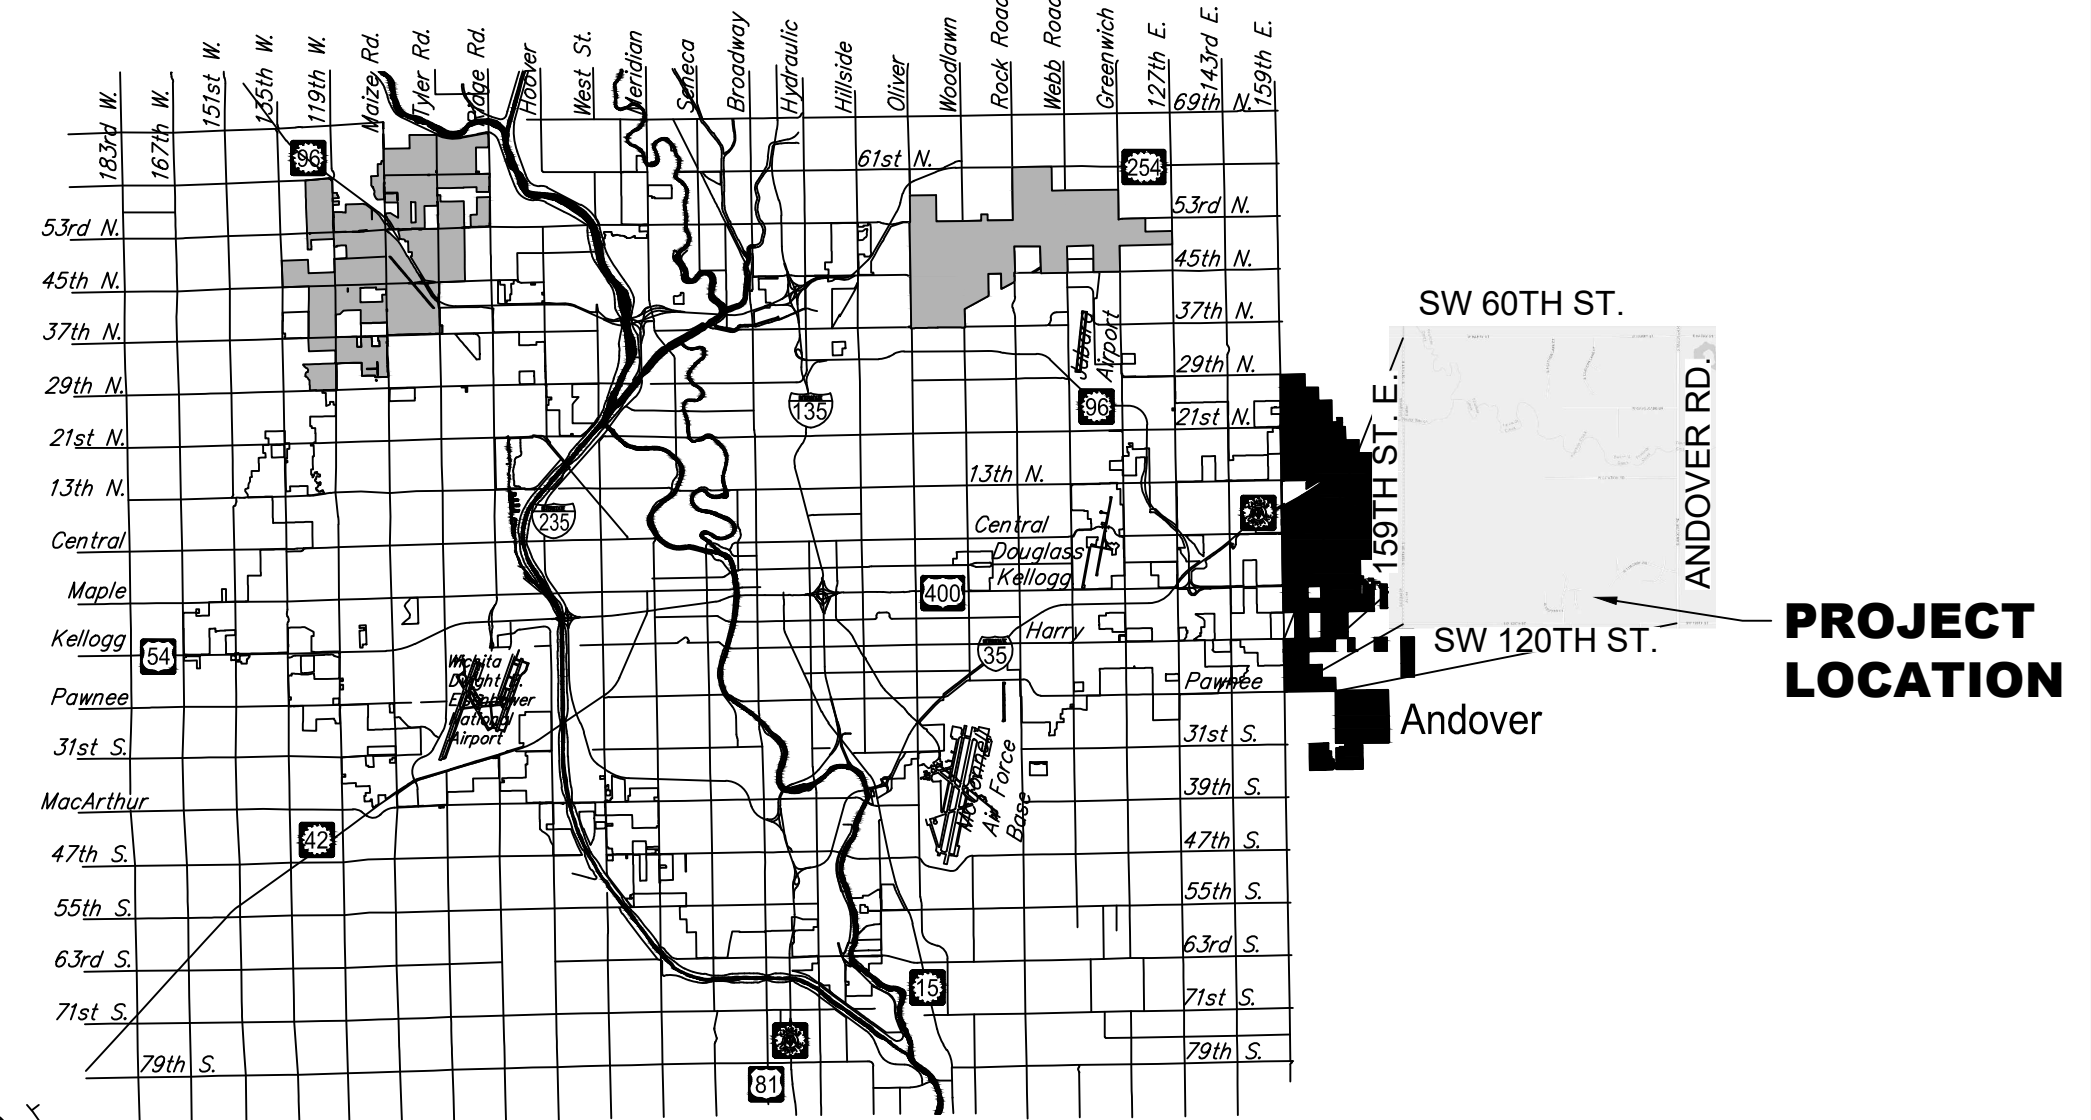 183rd W.
167th W.
151st W.
135th W.
119th W.
Maize Rd.
Tyler Rd.
Ridge Rd.
Hoover
West St.
Meridian
Seneca
Broadway
Hydraulic
Hillside
Oliver
Woodlawn
Rock Road
Webb Road
Greenwich
127th E.
143rd E.
159th E.
69th N.
96
61st N.
254
53rd N.
53rd N.
45th N.
45th N.
37th N.
37th N.
Jabara
Airport
29th N.
29th N.
135
96
21st N.
21st N.
13th N.
13th N.
235
Central
Central
Douglass
Kellogg
Maple
400
Kellogg
Harry
54
35
Wichita
Dwight D.
Eisenhower
National
Airport
Pawnee
Pawnee
31st S.
31st S.
McConnell
Air Force
Base
39th S.
MacArthur
42
47th S.
47th S.
55th S.
55th S.
63rd S.
63rd S.
15
71st S.
71st S.
79th S.
79th S.
81
SW 60TH ST.
159TH ST. E.
ANDOVER RD.
SW 120TH ST.
Andover
PROJECT
LOCATION